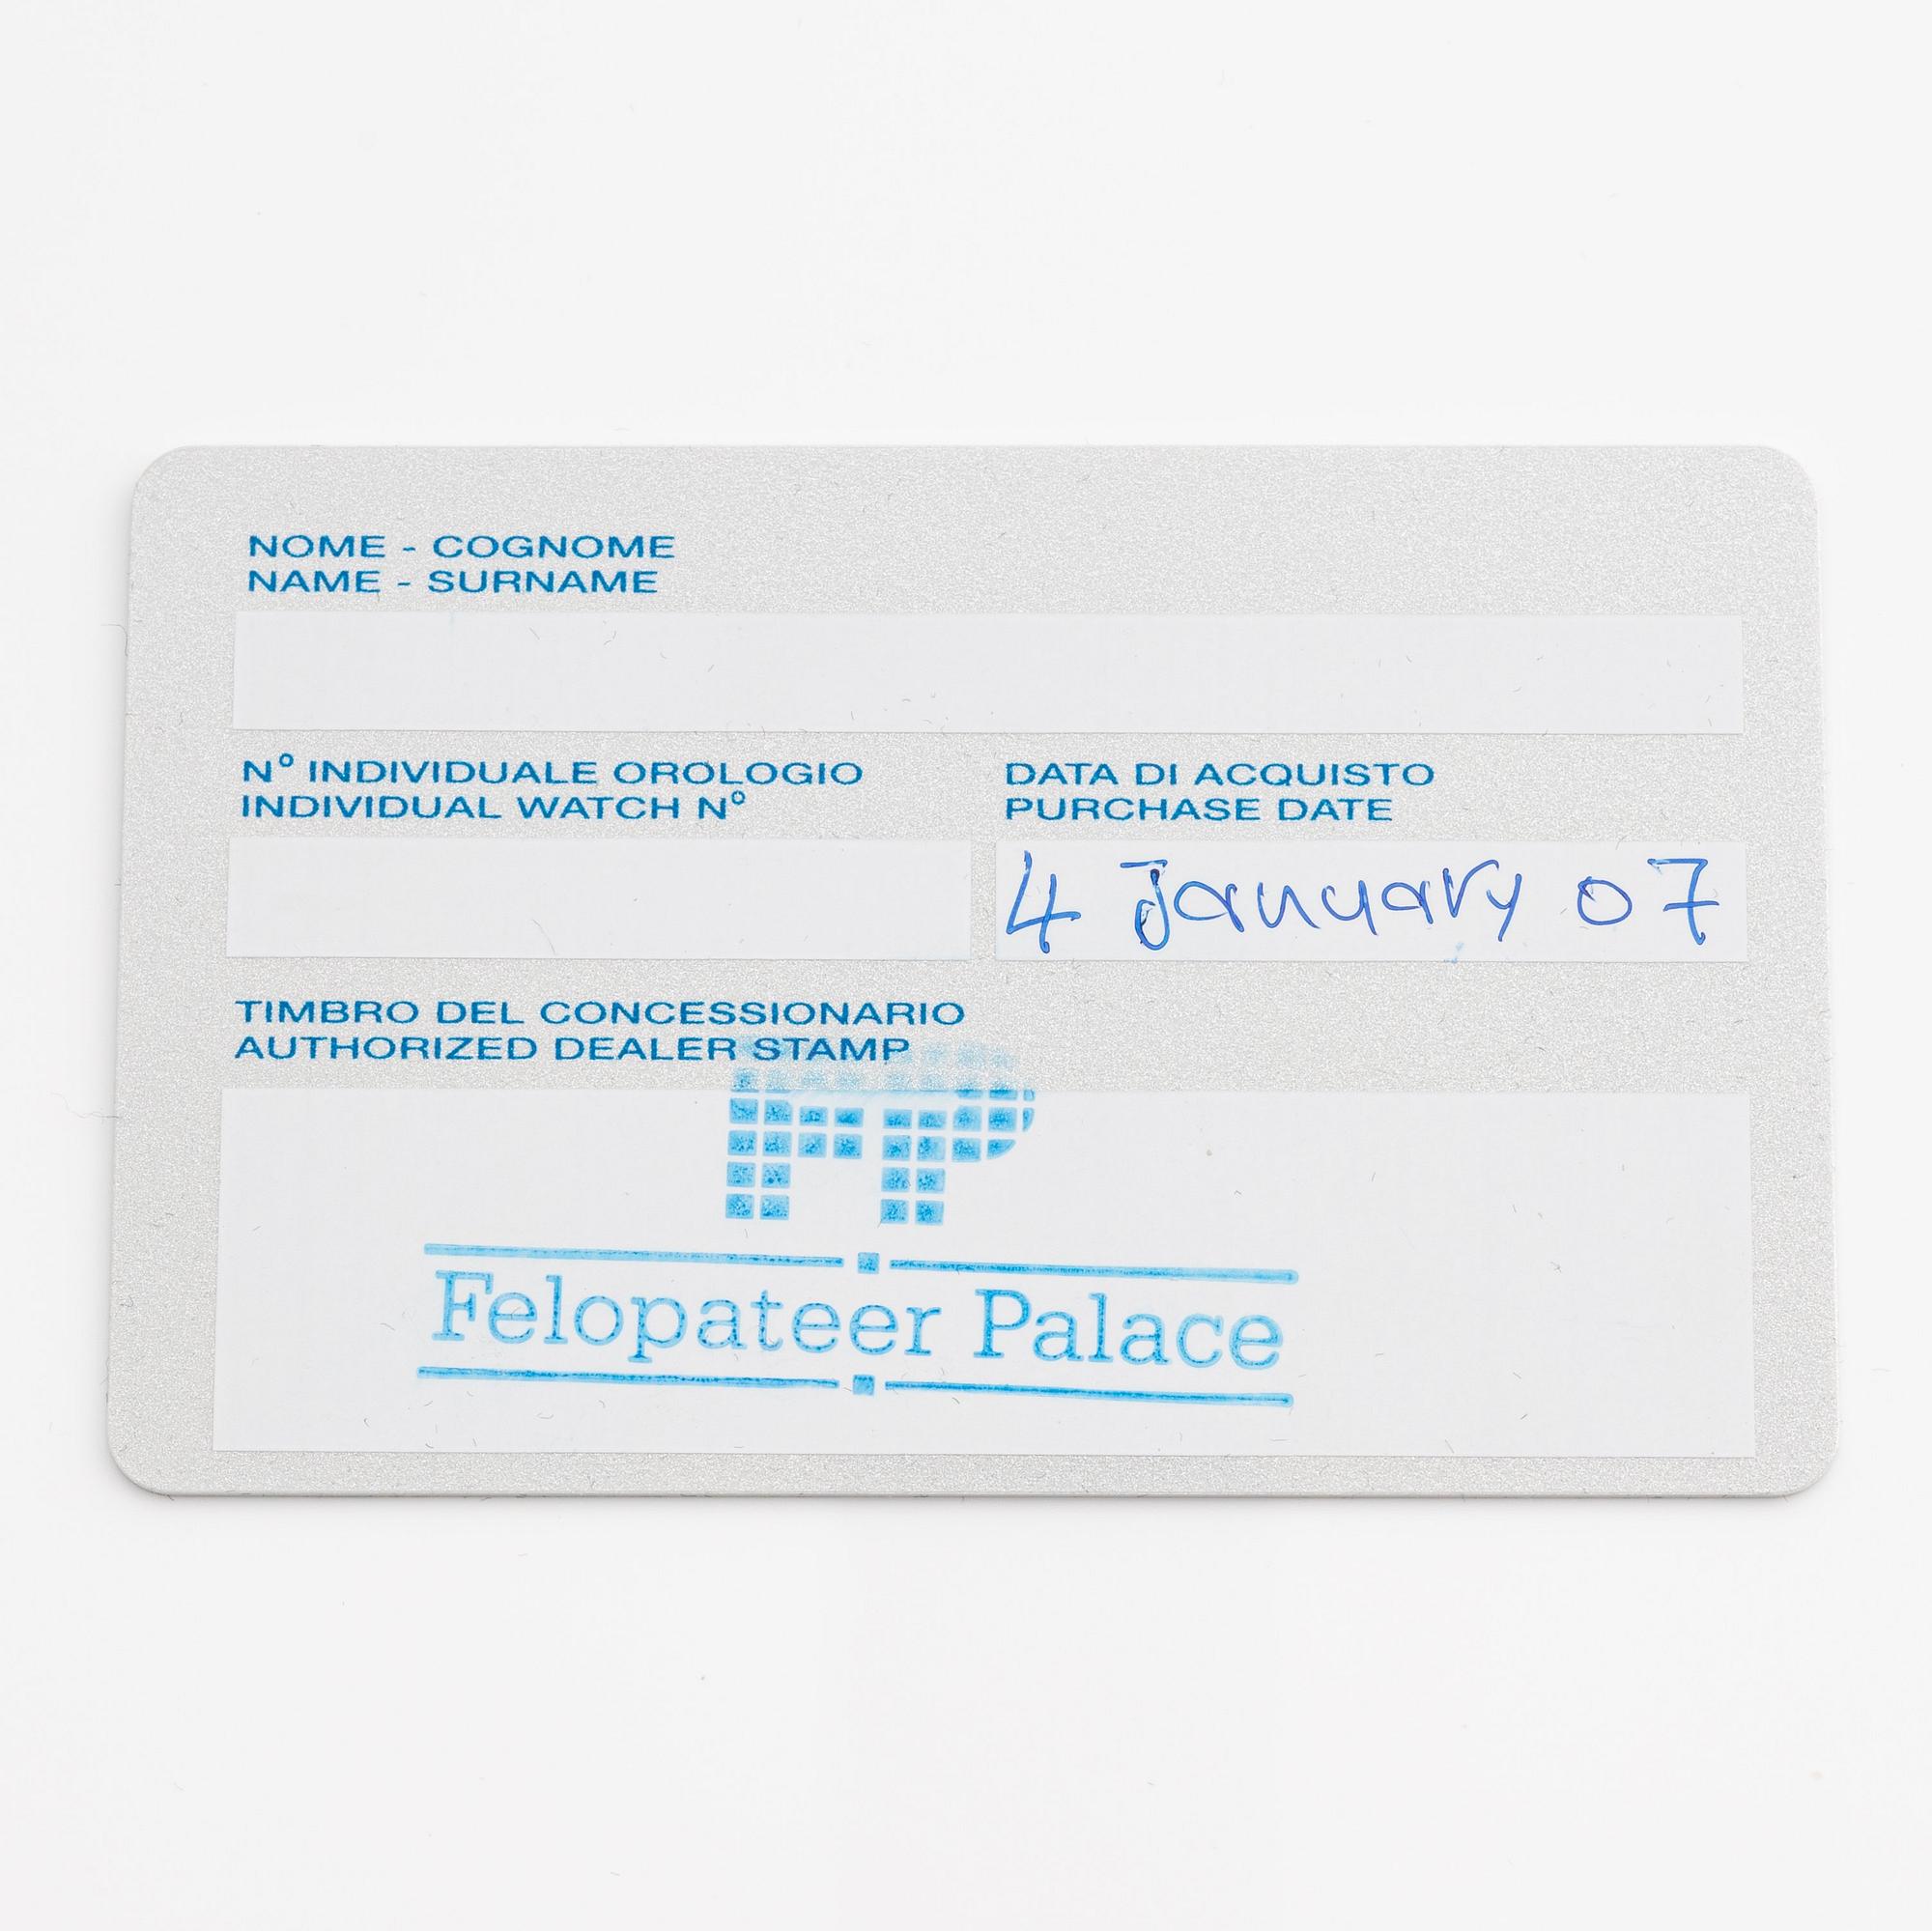 NOME - COGNOME
NAME - SURNAME
N° INDIVIDUALE OROLOGIO
INDIVIDUAL WATCH N°
DATA DI ACQUISTO
PURCHASE DATE
4 January 07
TIMBRO DEL CONCESSIONARIO
AUTHORIZED DEALER STAMP
FP
Felopateer Palace